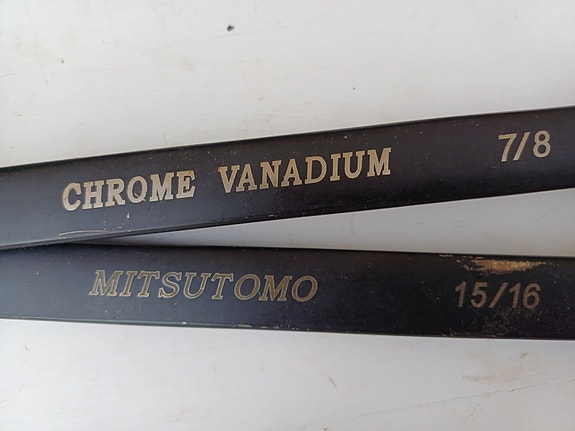 CHROME VANADIUM 7/8
MITSUTOMO 15/16